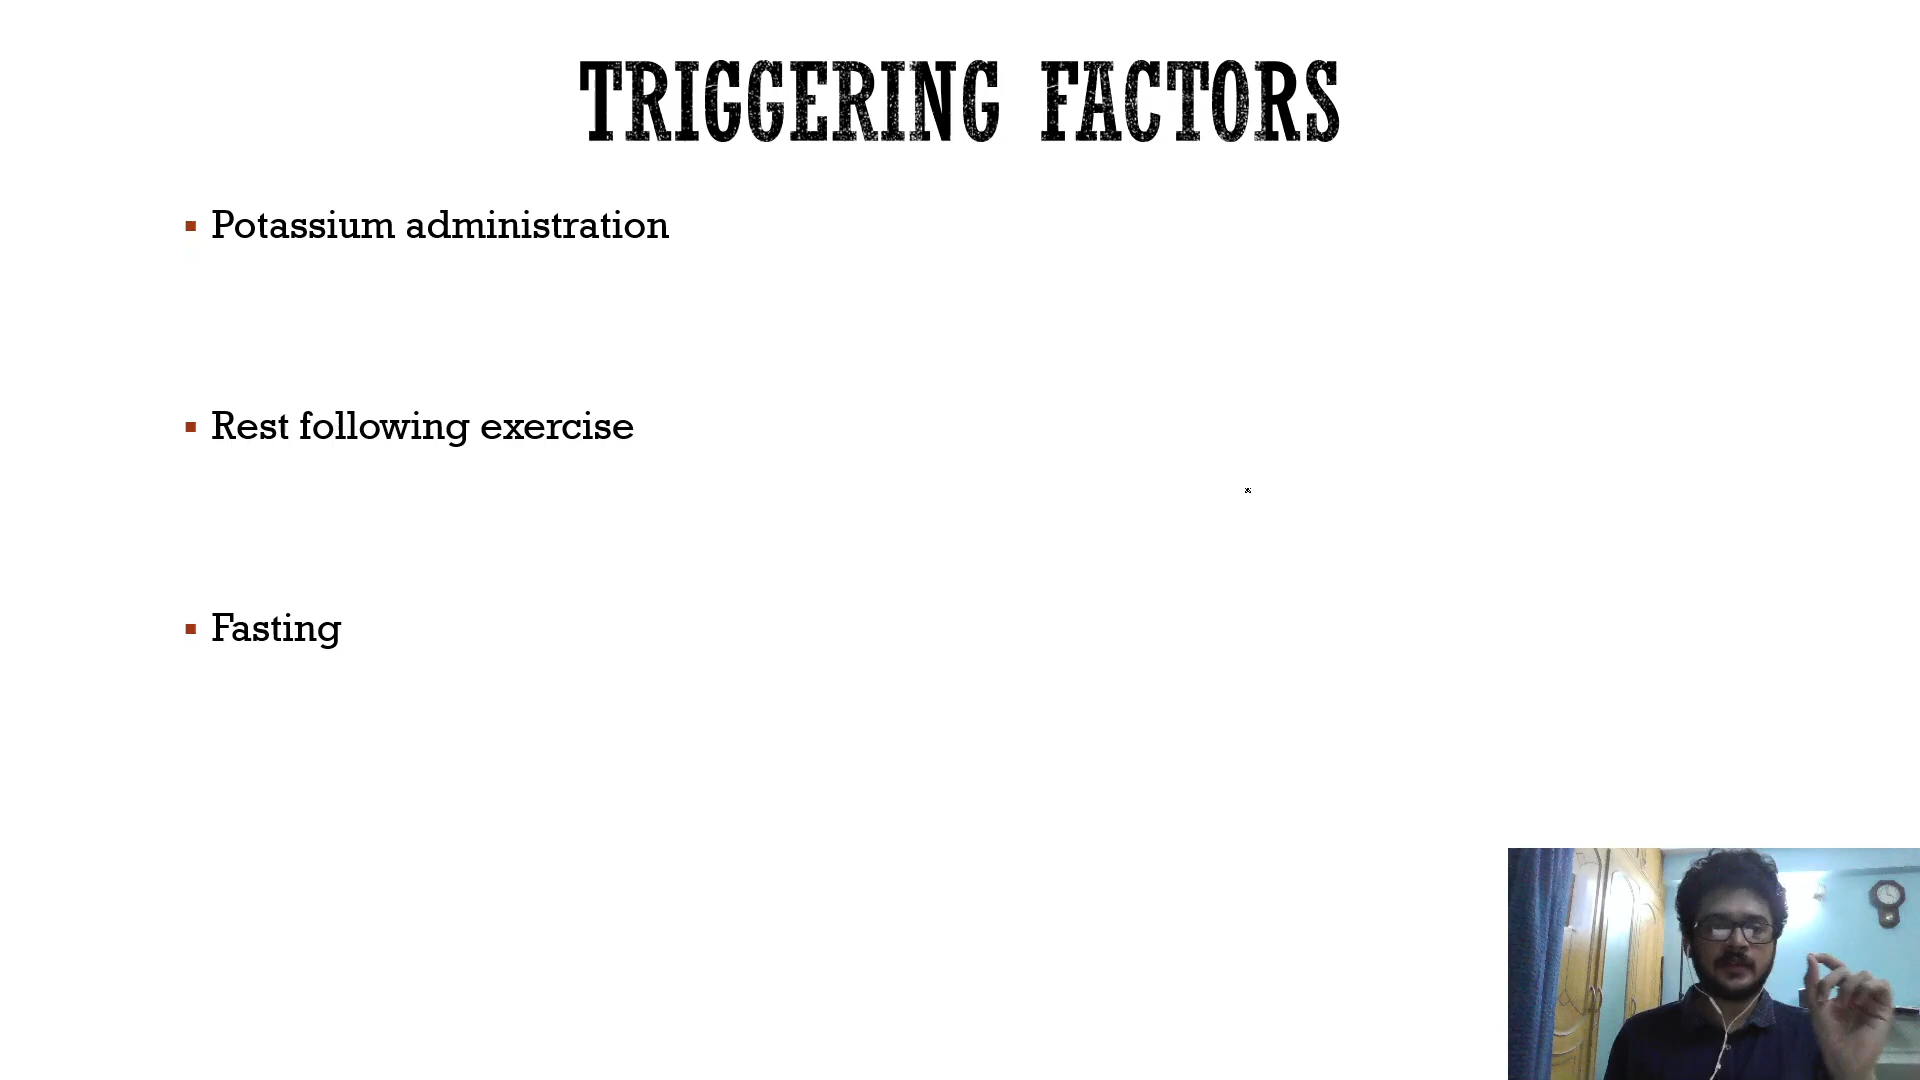 TRIGGERING FACTORS
▪ Potassium administration
▪ Rest following exercise
▪ Fasting